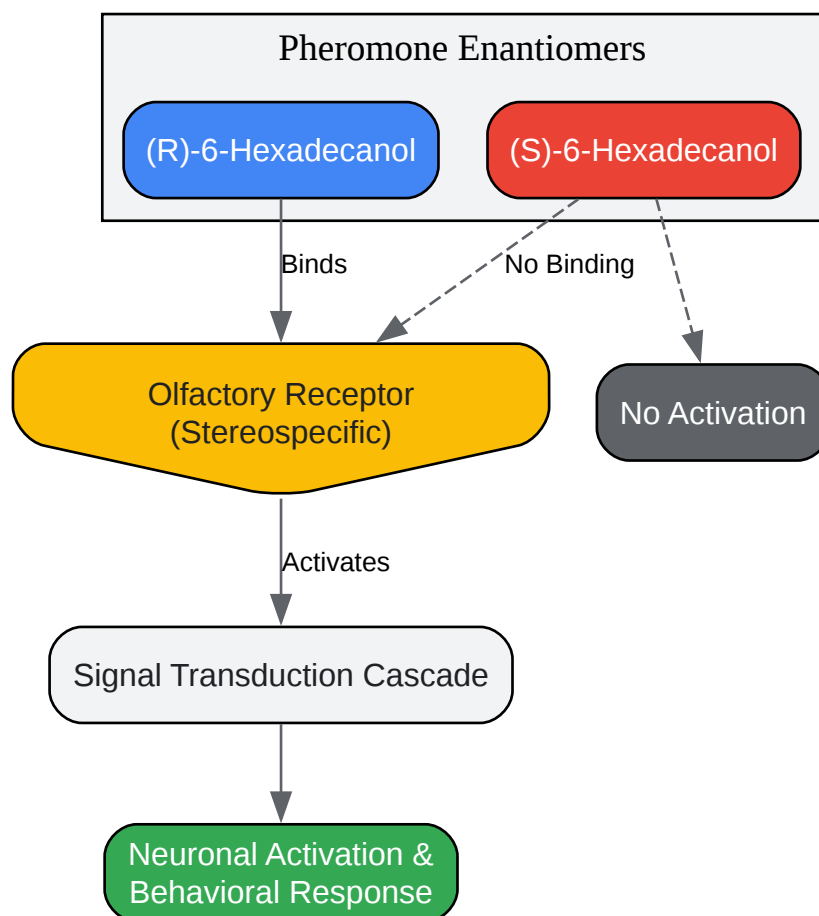 Pheromone Enantiomers
(R)-6-Hexadecanol
(S)-6-Hexadecanol
Binds
No Binding
Olfactory Receptor
(Stereospecific)
No Activation
Activates
Signal Transduction Cascade
Neuronal Activation &
Behavioral Response